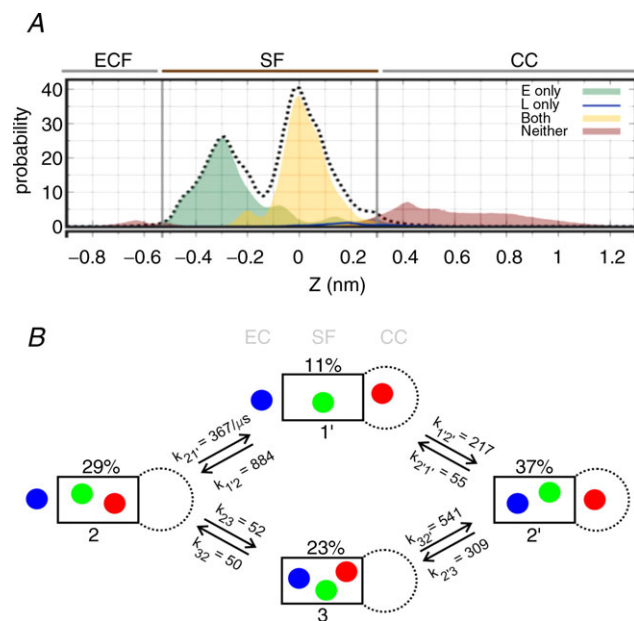 A
ECF SF CC
E only
L only
Both
Neither
probability
40
30
20
10
0
−0.8 −0.6 −0.4 −0.2 0 0.2 0.4 0.6 0.8 1 1.2
Z (nm)
B
EC SF CC
11%
1'
k21' = 367/μs
k1'2 = 884
k1'2' = 217
k2'1' = 55
29%
2
37%
2'
k23 = 52
k32 = 50
k32' = 541
k2'3 = 309
23%
3